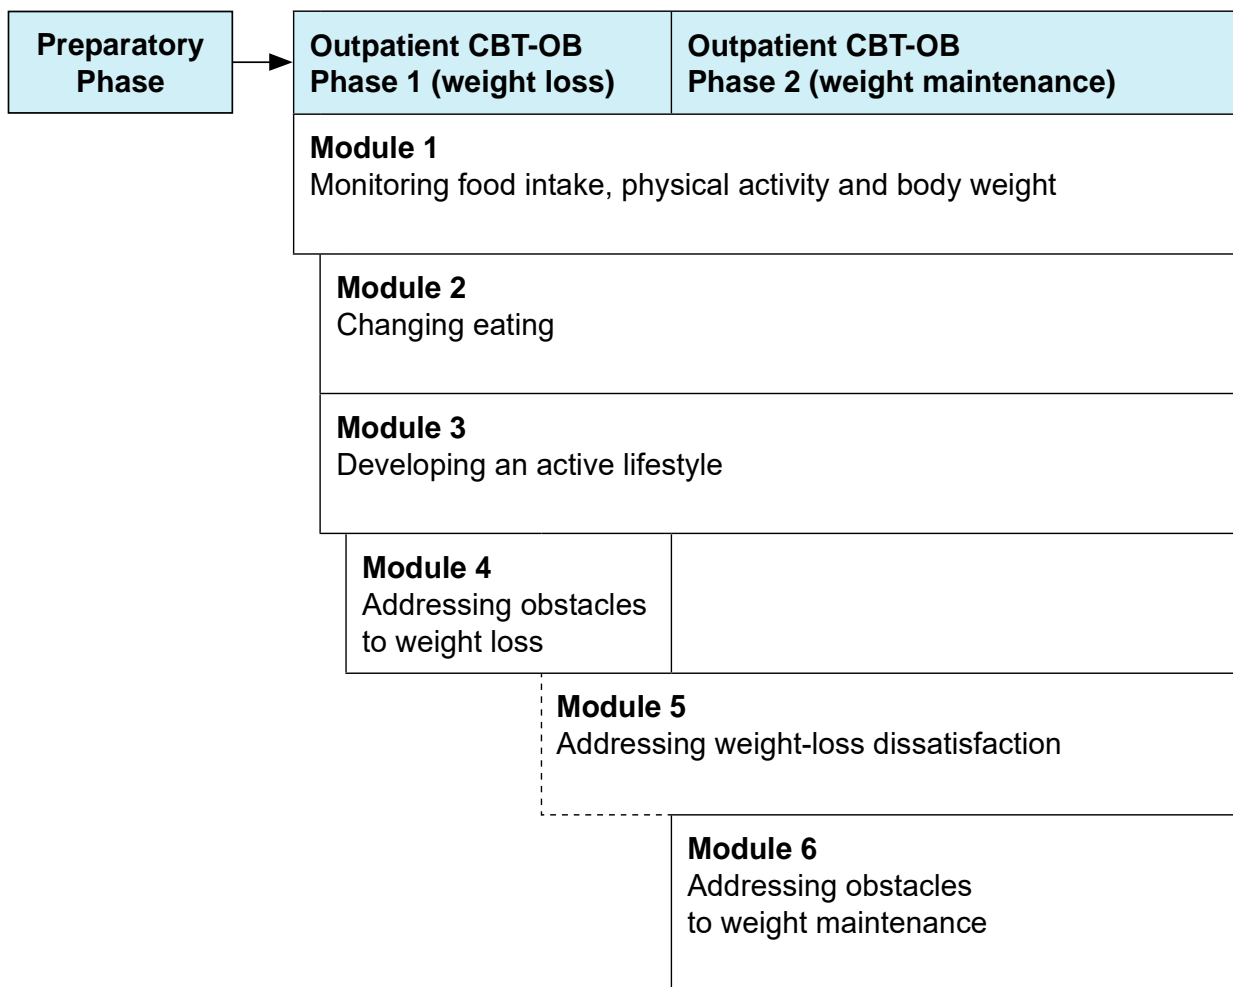 Preparatory
Phase
Outpatient CBT-OB
Phase 1 (weight loss)
Outpatient CBT-OB
Phase 2 (weight maintenance)
Module 1
Monitoring food intake, physical activity and body weight
Module 2
Changing eating
Module 3
Developing an active lifestyle
Module 4
Addressing obstacles
to weight loss
Module 5
Addressing weight-loss dissatisfaction
Module 6
Addressing obstacles
to weight maintenance